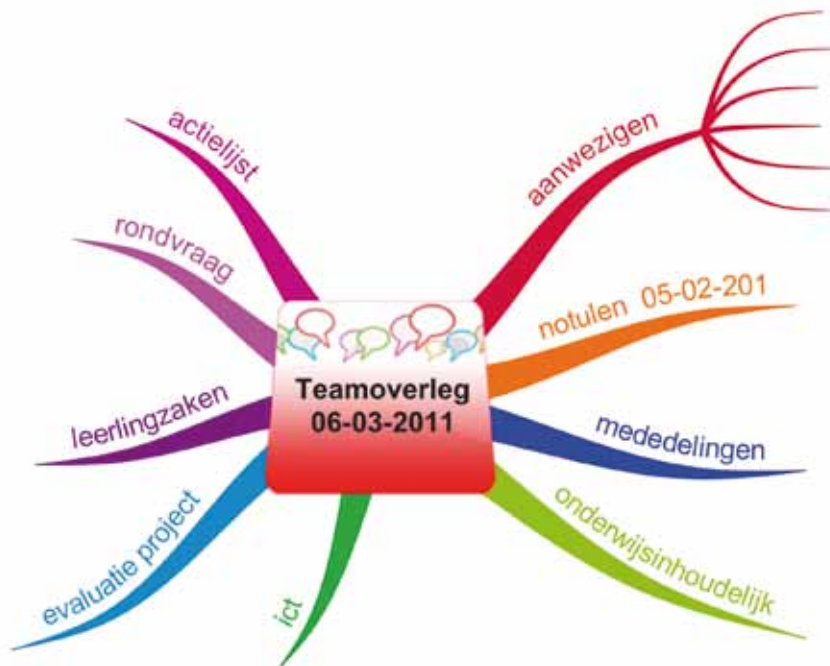 Teamoverleg
06-03-2011
aanwezigen
notulen 05-02-201
mededelingen
onderwijsinhoudelijk
ict
evaluatie project
leerlingzaken
rondvraag
actielijst